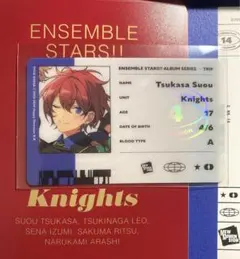 ENSEMBLE
STARS!!
14
ENSEMBLE STARS!! ALBUM SERIES
TRIP
NAME
Tsukasa Suou
UNIT
Knights
AGE
17
DATE OF BIRTH
4/6
BLOOD TYPE
A
Knights
SUOU TSUKASA, TSUKINAGA LEO,
SENA IZUMI, SAKUMA RITSU,
NARUKAMI ARASHI